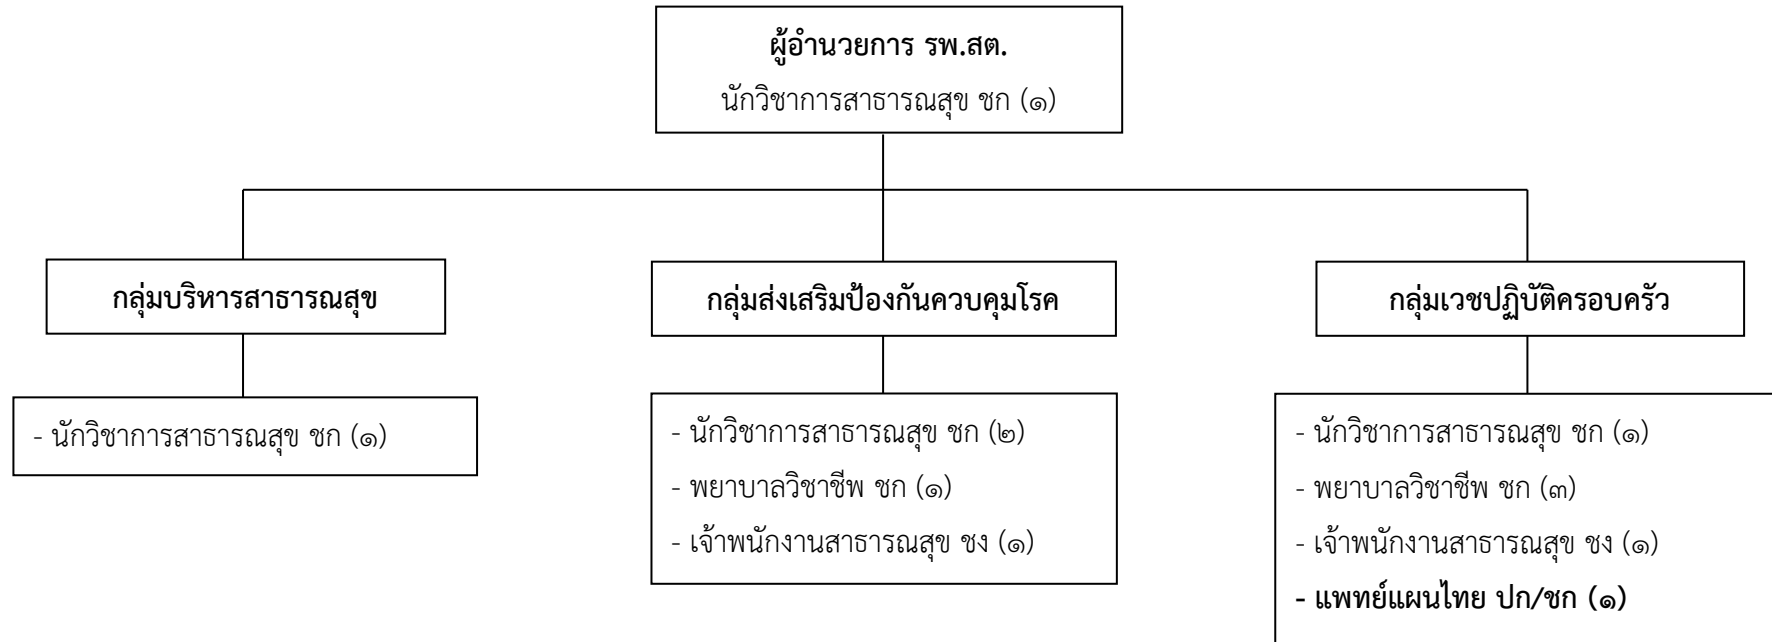 ผู้อำนวยการ รพ.สต.
นักวิชาการสาธารณสุข ชก (๑)
กลุ่มบริหารสาธารณสุข
- นักวิชาการสาธารณสุข ชก (๑)
กลุ่มส่งเสริมป้องกันควบคุมโรค
- นักวิชาการสาธารณสุข ชก (๒)
- พยาบาลวิชาชีพ ชก (๑)
- เจ้าพนักงานสาธารณสุข ชง (๑)
กลุ่มเวชปฏิบัติครอบครัว
- นักวิชาการสาธารณสุข ชก (๑)
- พยาบาลวิชาชีพ ชก (๓)
- เจ้าพนักงานสาธารณสุข ชง (๑)
- แพทย์แผนไทย ปก/ชก (๑)